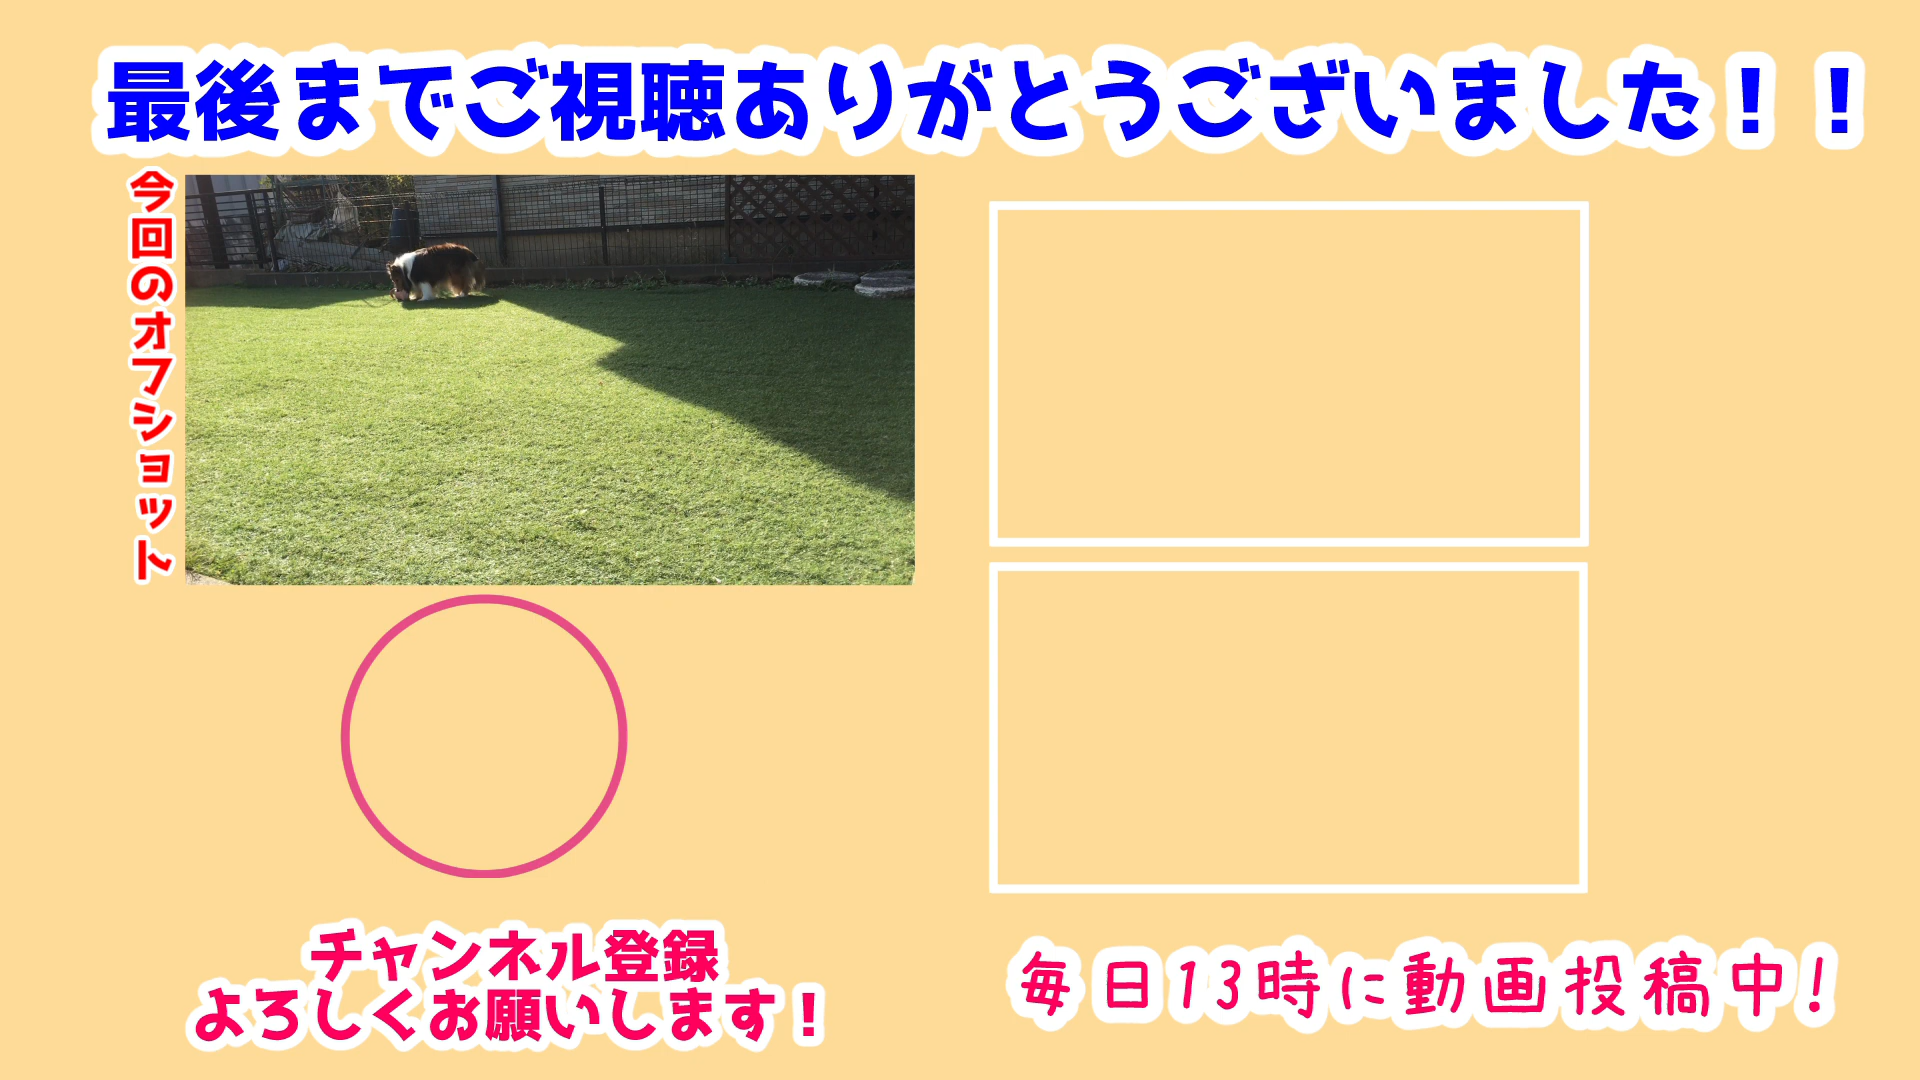 最後までご視聴ありがとうございました！！
今回のオフショット
チャンネル登録
よろしくお願いします！
毎日13時に動画投稿中！